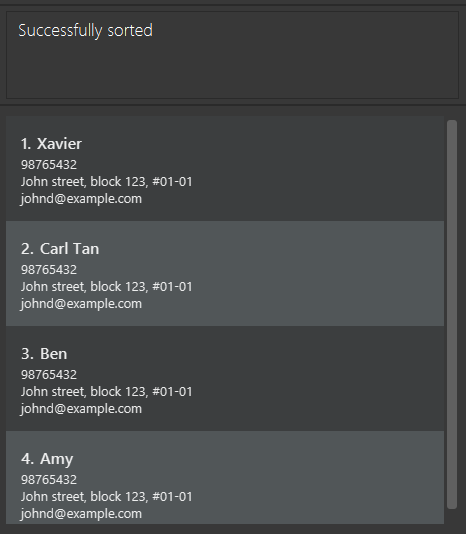 Successfully sorted
1. Xavier
98765432
John street, block 123, #01-01
johnd@example.com
2. Carl Tan
98765432
John street, block 123, #01-01
johnd@example.com
3. Ben
98765432
John street, block 123, #01-01
johnd@example.com
4. Amy
98765432
John street, block 123, #01-01
johnd@example.com